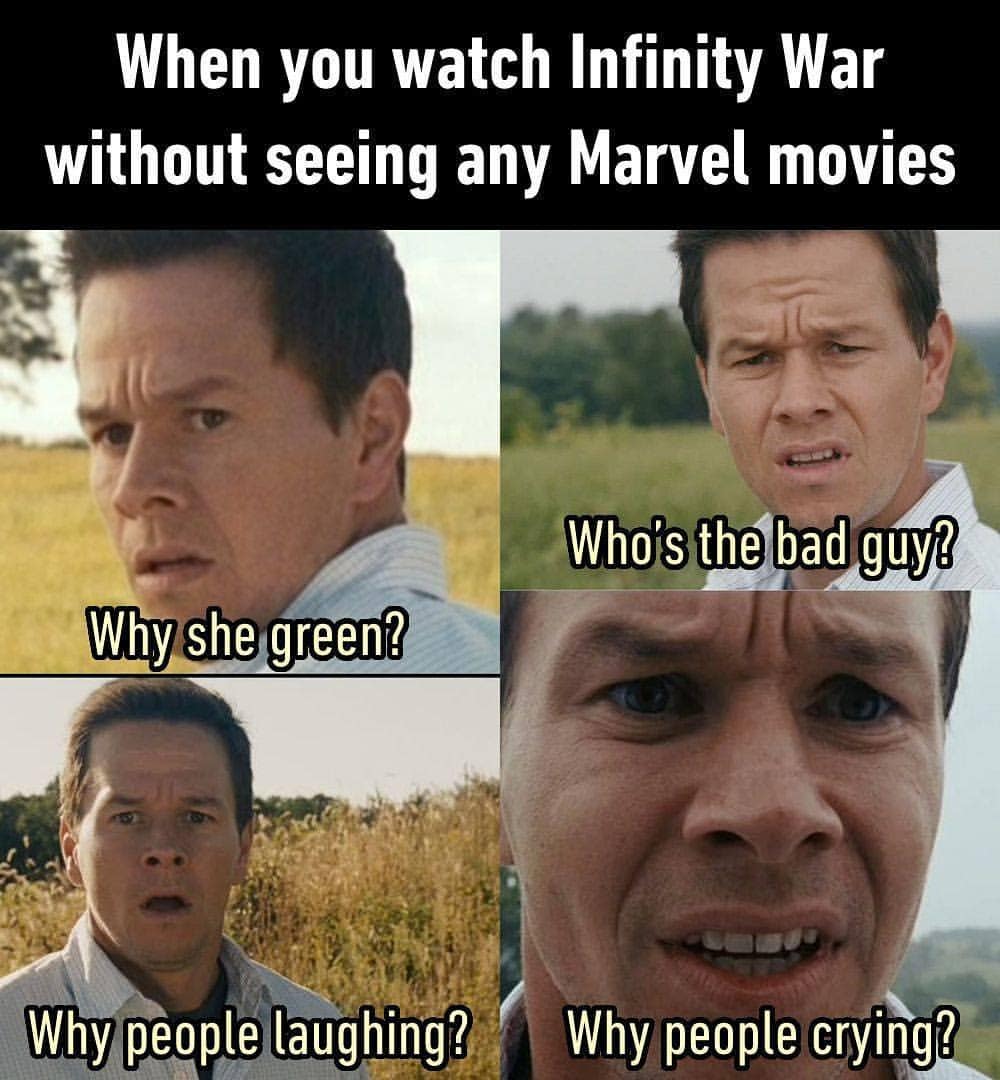 When you watch Infinity War
without seeing any Marvel movies
Why she green?
Who's the bad guy?
Why people laughing?
Why people crying?